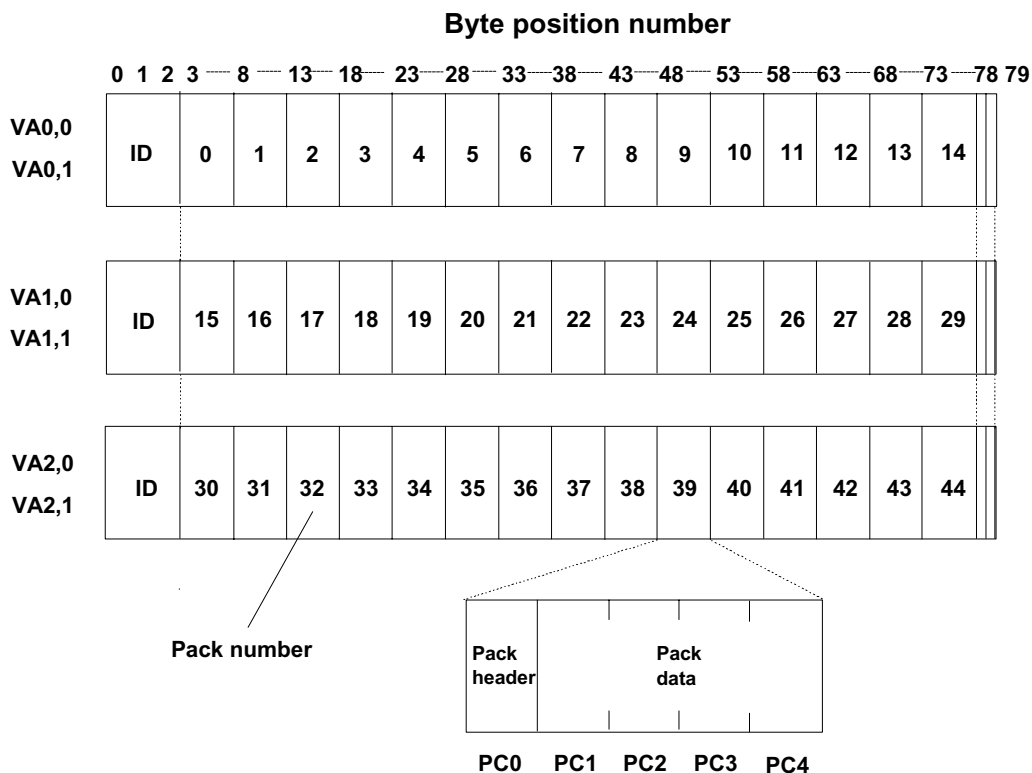 Byte position number
0 1 2 3 8 13 18 23 28 33 38 43 48 53 58 63 68 73 78 79
VA0,0
VA0,1
ID 0 1 2 3 4 5 6 7 8 9 10 11 12 13 14
VA1,0
VA1,1
ID 15 16 17 18 19 20 21 22 23 24 25 26 27 28 29
VA2,0
VA2,1
ID 30 31 32 33 34 35 36 37 38 39 40 41 42 43 44
Pack number
Pack
header
Pack
data
PC0 PC1 PC2 PC3 PC4